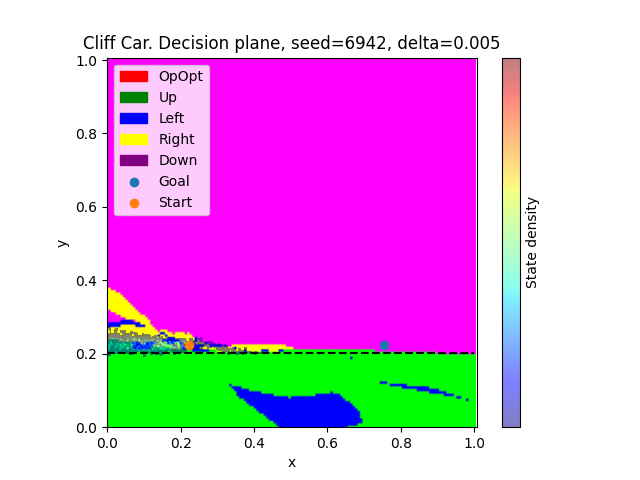 Cliff Car. Decision plane, seed=6942, delta=0.005
1.0
0.8
0.6
0.4
0.2
0.0
y
OpOpt
Up
Left
Right
Down
Goal
Start
0.0 0.2 0.4 0.6 0.8 1.0
x
State density